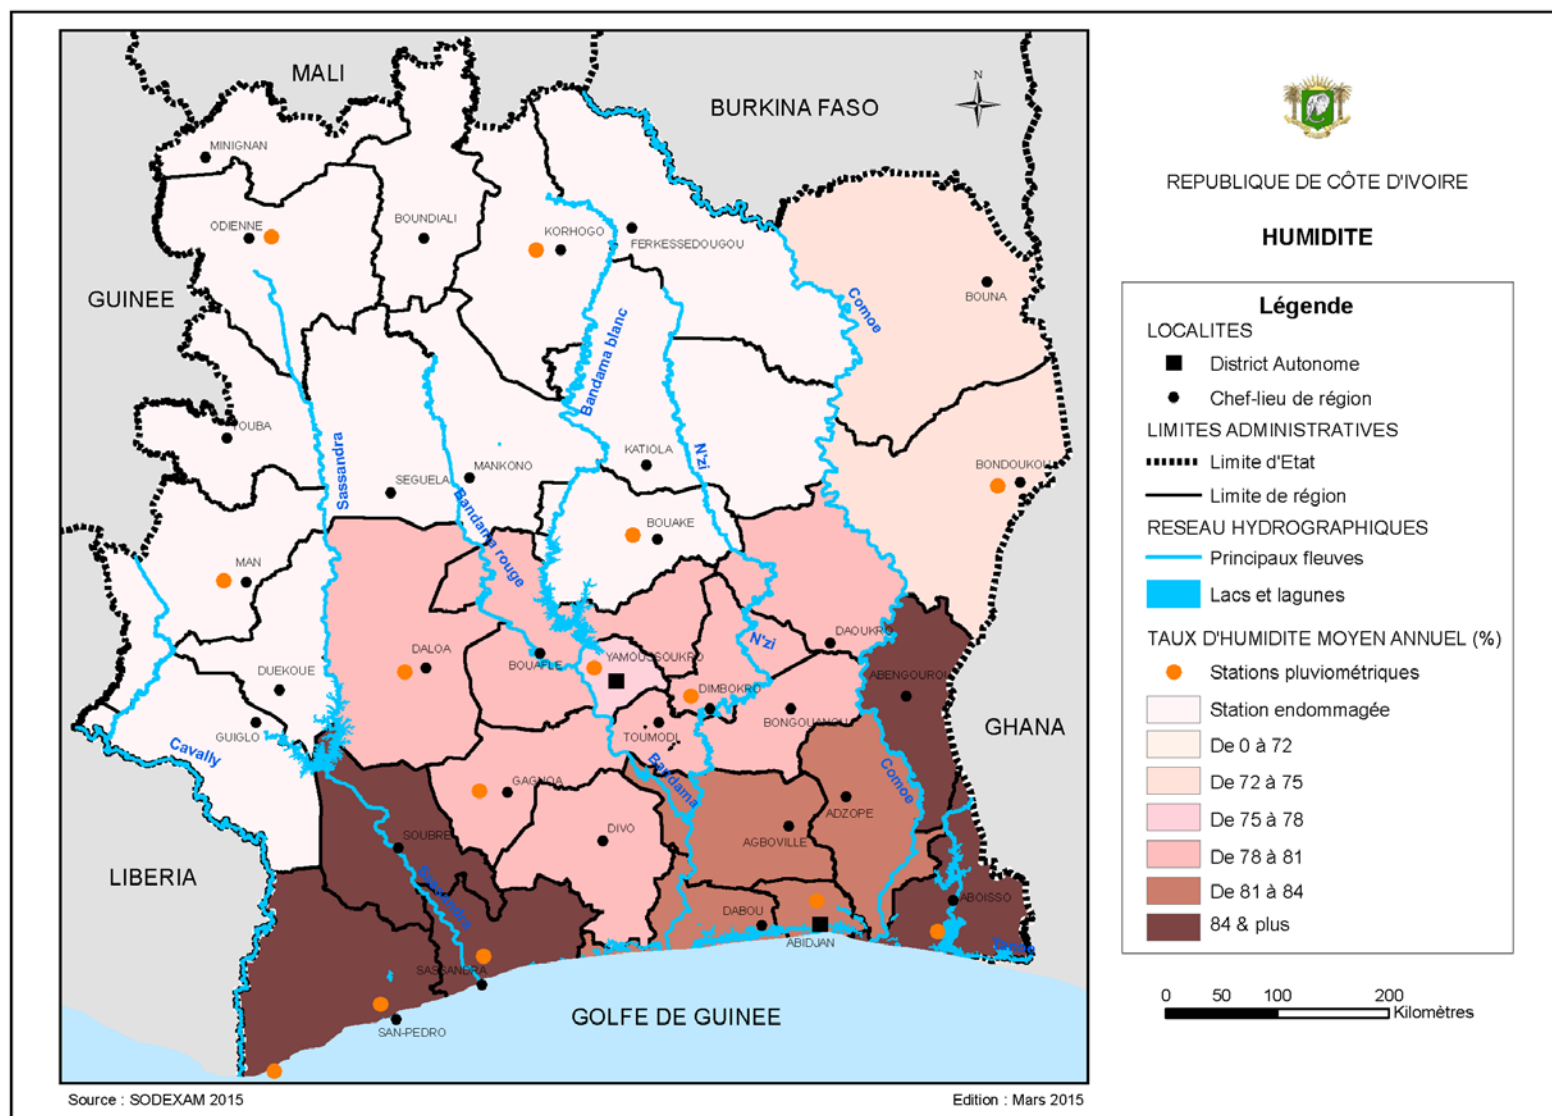 MALI
BURKINA FASO
N
MINIGNAN
ODIENNE
BOUNDIALI
KORHOGO
FERKESSEDOUGOU
GUINEE
BOUNA
Comoe
Bandama blanc
TOUBA
Sassandra
SEGUELA
MANKONO
KATIOLA
N'zi
BONDOUKOU
Bandama rouge
BOUAKE
MAN
DALOA
BOUAFLE
YAMOUSSOUKRO
N'zi
DAOUKRO
DUEKOUE
DIMBOKRO
ABENGOUROU
GUIGLO
TOUMODI
BONGOUANOU
GHANA
Cavally
Bandama
Comoe
GAGNOA
ADZOPE
SOUBRE
DIVO
AGBOVILLE
LIBERIA
Sassandra
DABOU
ABOISSO
ABIDJAN
Tanoe
SASSANDRA
SAN-PEDRO
GOLFE DE GUINEE
Source : SODEXAM 2015
Edition : Mars 2015
REPUBLIQUE DE CÔTE D'IVOIRE
HUMIDITE
Légende
LOCALITES
District Autonome
Chef-lieu de région
LIMITES ADMINISTRATIVES
Limite d'Etat
Limite de région
RESEAU HYDROGRAPHIQUES
Principaux fleuves
Lacs et lagunes
TAUX D'HUMIDITE MOYEN ANNUEL (%)
Stations pluviométriques
Station endommagée
De 0 à 72
De 72 à 75
De 75 à 78
De 78 à 81
De 81 à 84
84 & plus
0 50 100 200
Kilomètres